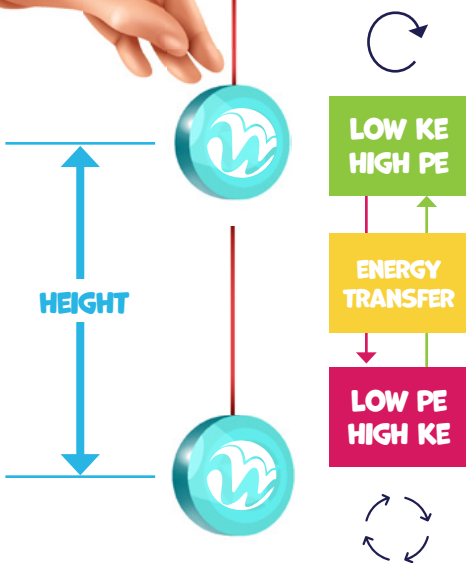 LOW KE
HIGH PE
HEIGHT
ENERGY
TRANSFER
LOW PE
HIGH KE